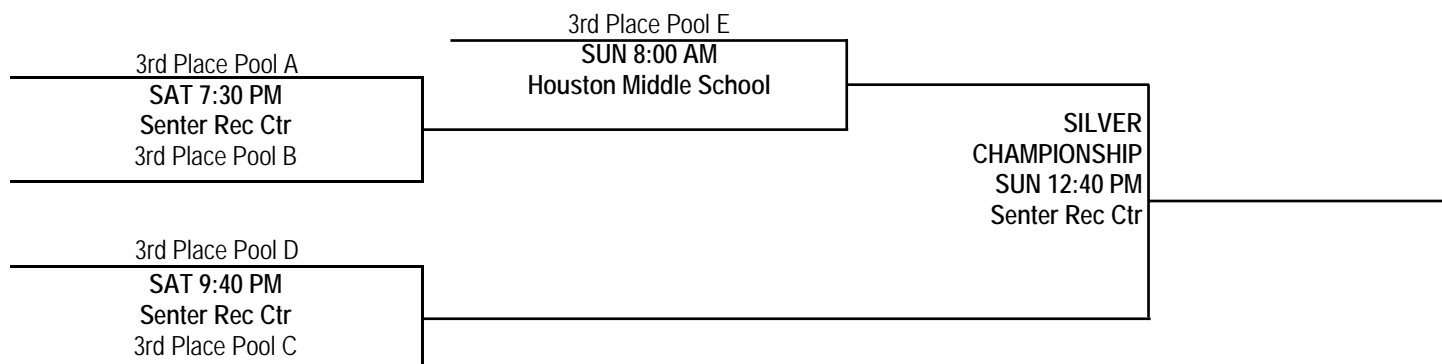 3rd Place Pool E
SUN 8:00 AM
Houston Middle School
3rd Place Pool A
SAT 7:30 PM
Senter Rec Ctr
3rd Place Pool B
SILVER
CHAMPIONSHIP
SUN 12:40 PM
Senter Rec Ctr
3rd Place Pool D
SAT 9:40 PM
Senter Rec Ctr
3rd Place Pool C